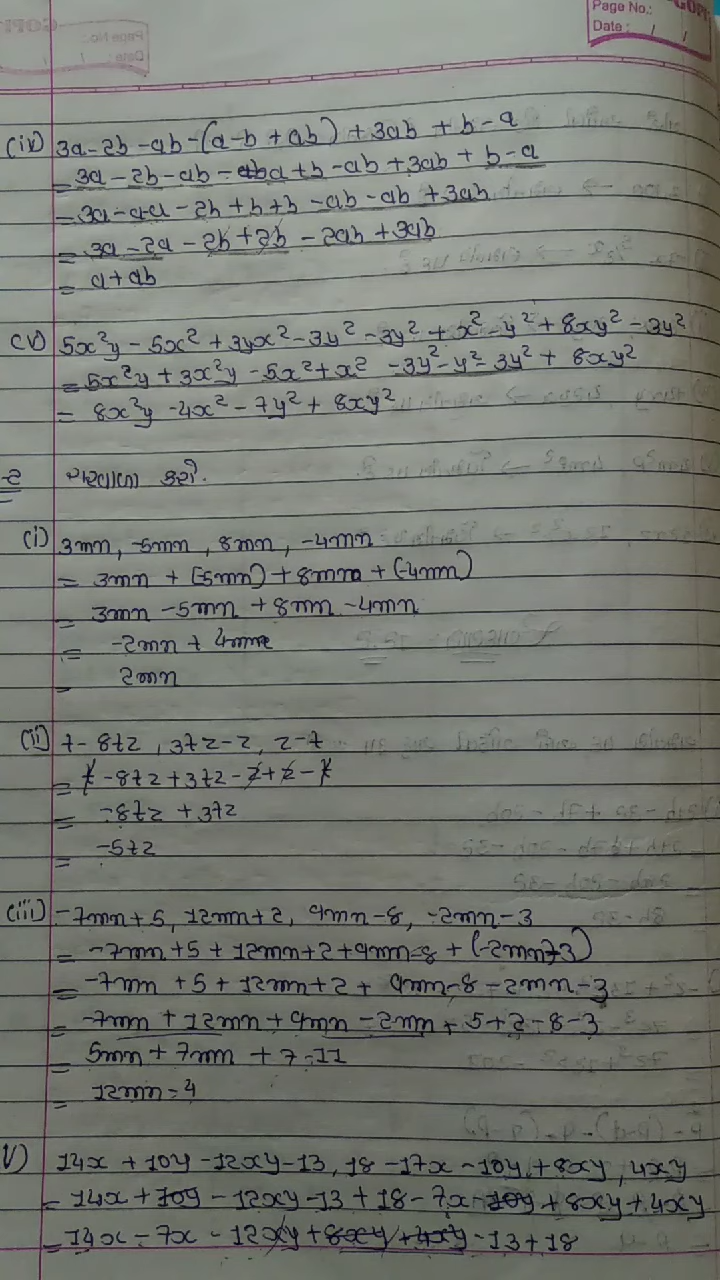 Page No.:
Date : / /
(iv) 3a-2b-ab-(a-b+ab)+3ab+b-a
= 3a-2b-ab-a+b-ab+3ab+b-a
= 3a-a-a-2b+b+b-ab-ab+3ab
= 3a-2a-2b+2b-2ab+3ab
= a+ab
(v) 5x²y-5x²+3yx²-3y²-3y²+x²-y²+8xy²-3y²
= 5x²y+3x²y-5x²+x²-3y²-y²-3y²+8xy²
= 8x²y-4x²-7y²+8xy²
-2 સરવાળા કરો.
(i) 3mn, -5mn, 8mn, -4mn
= 3mn+(-5mn)+8mn+(-4mn)
= 3mn-5mn+8mn-4mn
= -2mn+4mn
= 2mn
(ii) t-8tz, 3tz-z, z-t
= t-8tz+3tz-z+z-t
= -8tz+3tz
= -5tz
(iii) -7mn+5, 12mn+2, 9mn-8, -2mn-3
= -7mn+5+12mn+2+9mn-8+(-2mn-3)
= -7mn+5+12mn+2+9mn-8-2mn-3
= -7mn+12mn+9mn-2mn+5+2-8-3
= 5mn+7mn+7-11
= 12mn-4
V) 14x+10y-12xy-13, 18-17x-10y+8xy, 4xy
= 14x+10y-12xy-13+18-7x-10y+8xy+4xy
= 14x-7x-12xy+8xy+4xy-13+18